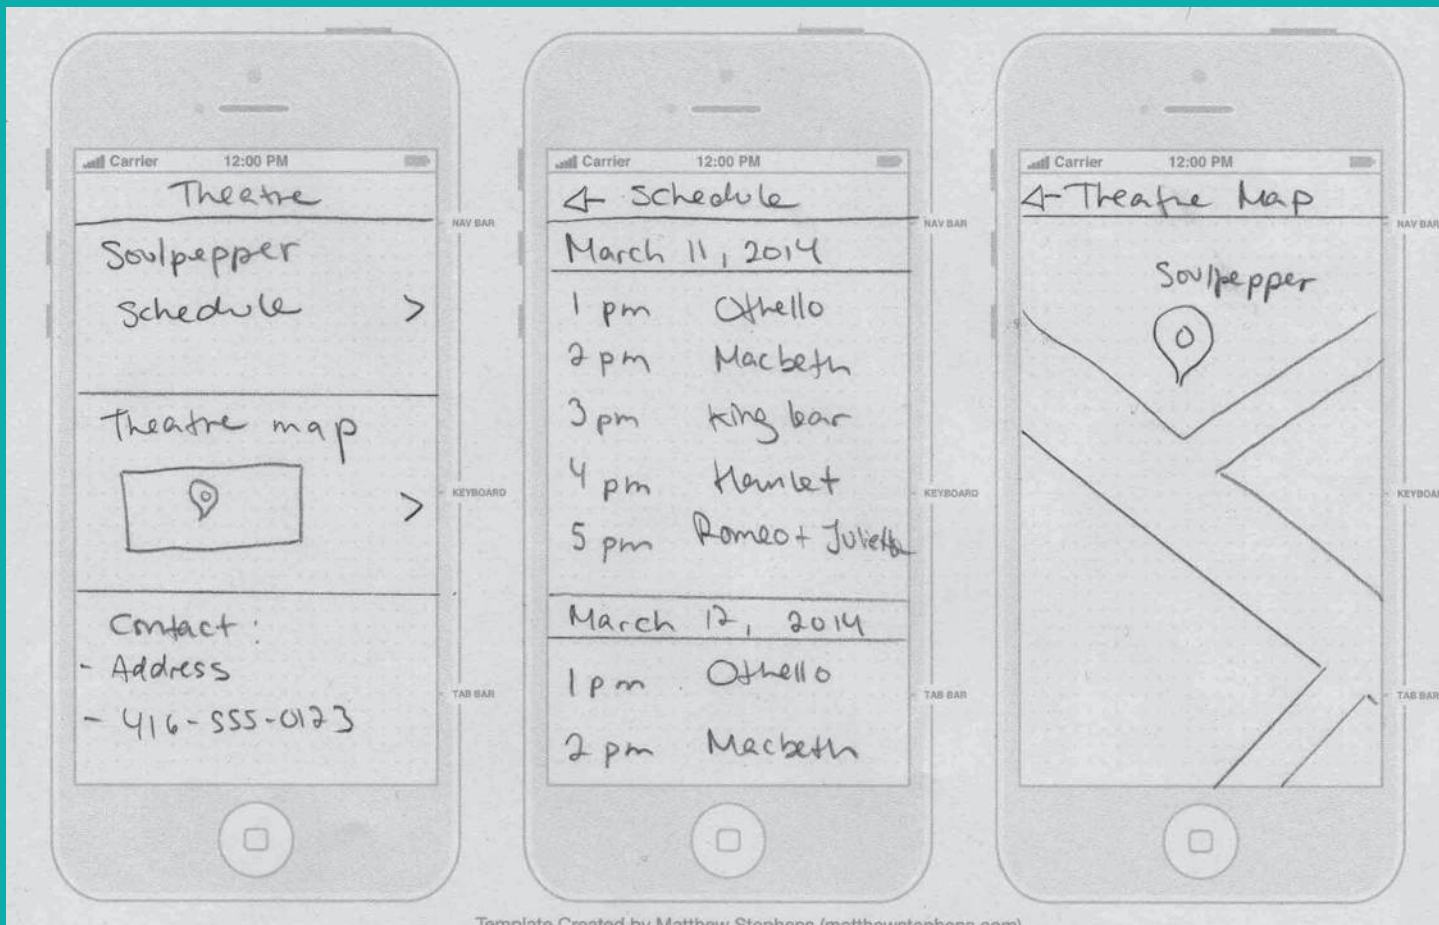 Carrier 12:00 PM
Theatre
NAV BAR
Soulpepper
Schedule >
Theatre map
>
KEYBOARD
Contact:
- Address
TAB BAR
- 416-555-0123
Carrier 12:00 PM
Schedule
NAV BAR
March 11, 2014
1 pm Othello
2 pm Macbeth
3 pm King Lear
4 pm Hamlet
KEYBOARD
5 pm Romeo + Juliette
March 12, 2014
1 pm Othello
TAB BAR
2 pm Macbeth
Carrier 12:00 PM
Theatre Map
NAV BAR
Soulpepper
KEYBOARD
TAB BAR
Template Created by Matthew Stephens (matthewstephens.com)